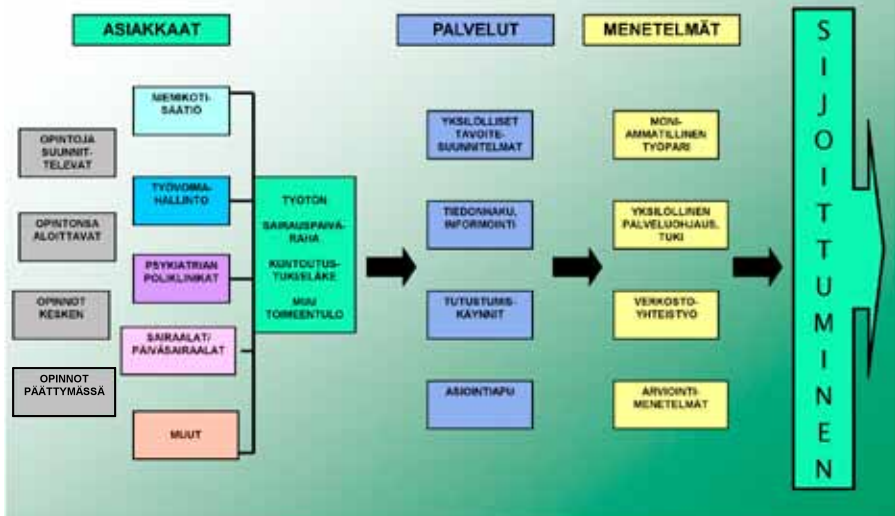 ASIAKKAAT
PALVELUT
MENETELMÄT
OPINTOJA
SUUNNIT-
TELEVAT
OPINTONSA
ALOITTAVAT
OPINNOT
KESKEN
OPINNOT
PÄÄTTYMÄSSÄ
NIEMIKOTI-
SÄÄTIÖ
TYÖVOIMA-
HALLINTO
PSYKIATRIAN
POLIKLINIKAT
SAIRAALAT/
PÄIVÄSAIRAALAT
MUUT
TYÖTÖN
SAIRAUSPÄIVÄ-
RAHA
KUNTOUTUS-
TUKI/ELÄKE
MUU
TOIMEENTULO
YKSILÖLLISET
TAVOITE-
SUUNNITELMAT
TIEDONHAKU,
INFORMOINTI
TUTUSTUMIS-
KÄYNNIT
ASIOINTIAPU
MONI-
AMMATILLINEN
TYÖPARI
YKSILÖLLINEN
PALVELUOHJAUS,
TUKI
VERKOSTO-
YHTEISTYÖ
ARVIOINTI-
MENETELMÄT
SIJOITTUMINEN